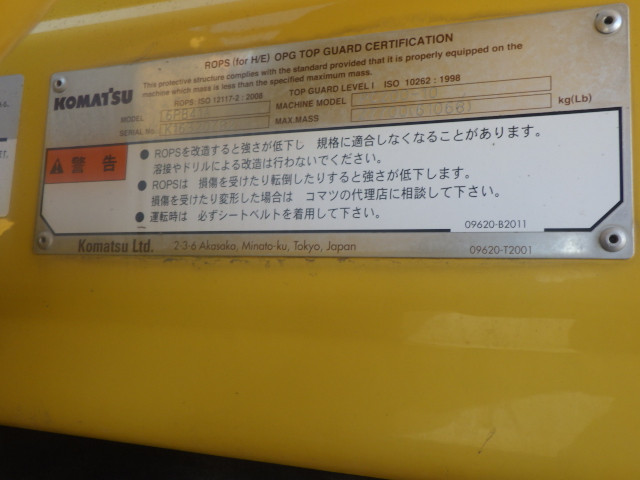 ROPS (for H/E) OPG TOP GUARD CERTIFICATION
This protective structure complies with the standard provided that it is properly equipped on the
machine which mass is less than the specified maximum mass.
KOMATSU
ROPS ISO 12117-2 : 2008
TOP GUARD LEVEL I ISO 10262 : 1998
MODEL
MACHINE MODEL
SERIAL No.
MAX.MASS
kg(Lb)
警告
● ROPSを改造すると強さが低下し 規格に適合しなくなることがあります。
溶接やドリルによる改造は行わないでください。
● ROPSは 損傷を受けたり転倒したりすると強さが低下します。
損傷を受けたり変形した場合は コマツの代理店に相談して下さい。
● 運転時は 必ずシートベルトを着用して下さい。
09620-B2011
Komatsu Ltd. 2-3-6 Akasaka, Minato-ku, Tokyo, Japan
09620-T2001